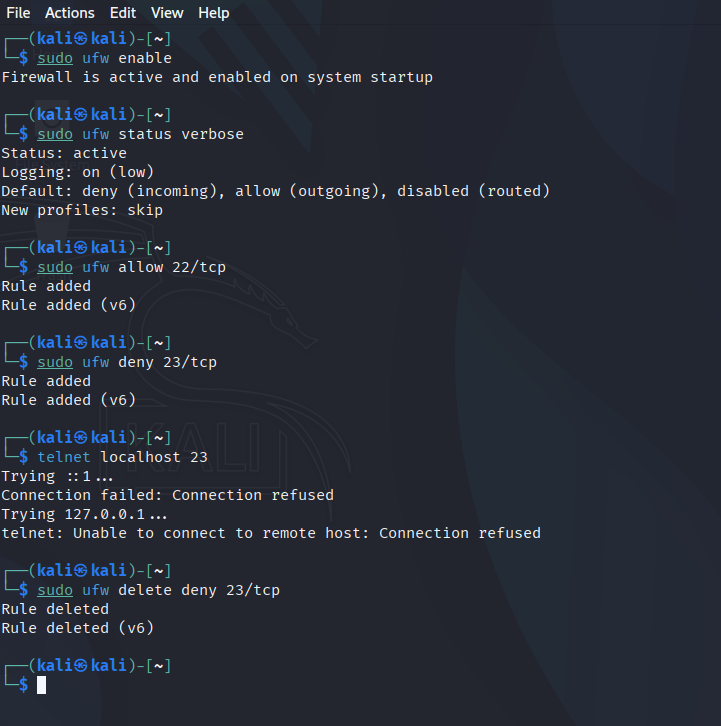 File Actions Edit View Help
┌──(kali㉿kali)-[~]
└─$ sudo ufw enable
Firewall is active and enabled on system startup
┌──(kali㉿kali)-[~]
└─$ sudo ufw status verbose
Status: active
Logging: on (low)
Default: deny (incoming), allow (outgoing), disabled (routed)
New profiles: skip
┌──(kali㉿kali)-[~]
└─$ sudo ufw allow 22/tcp
Rule added
Rule added (v6)
┌──(kali㉿kali)-[~]
└─$ sudo ufw deny 23/tcp
Rule added
Rule added (v6)
┌──(kali㉿kali)-[~]
└─$ telnet localhost 23
Trying ::1...
Connection failed: Connection refused
Trying 127.0.0.1...
telnet: Unable to connect to remote host: Connection refused
┌──(kali㉿kali)-[~]
└─$ sudo ufw delete deny 23/tcp
Rule deleted
Rule deleted (v6)
┌──(kali㉿kali)-[~]
└─$
KALI